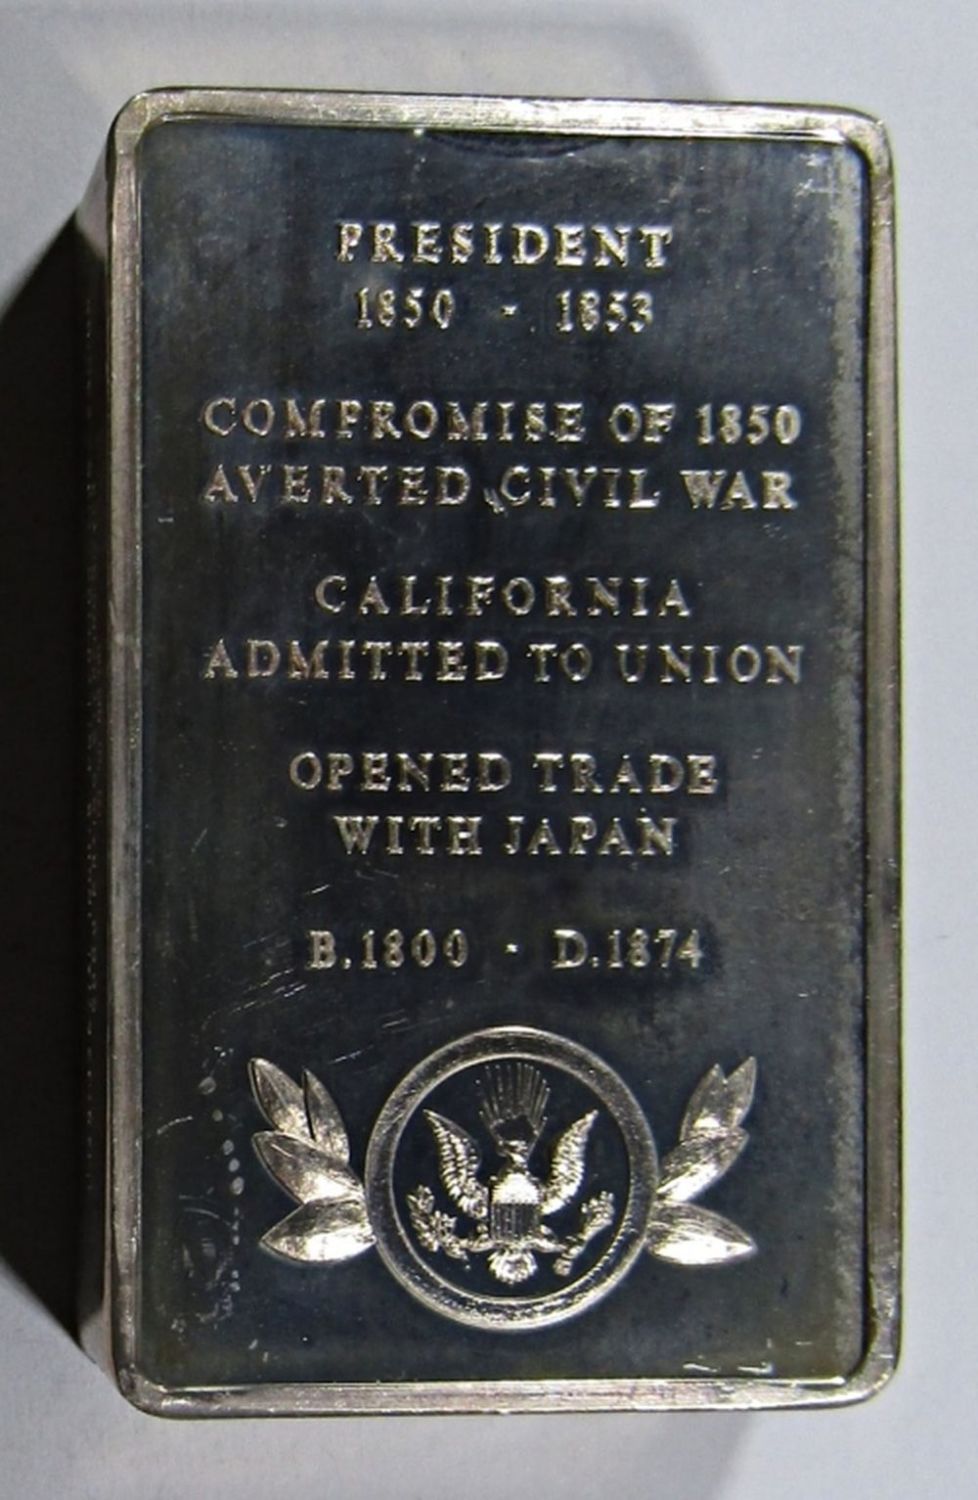 PRESIDENT
1850 - 1853
COMPROMISE OF 1850
AVERTED CIVIL WAR
CALIFORNIA
ADMITTED TO UNION
OPENED TRADE
WITH JAPAN
B.1800 - D.1874